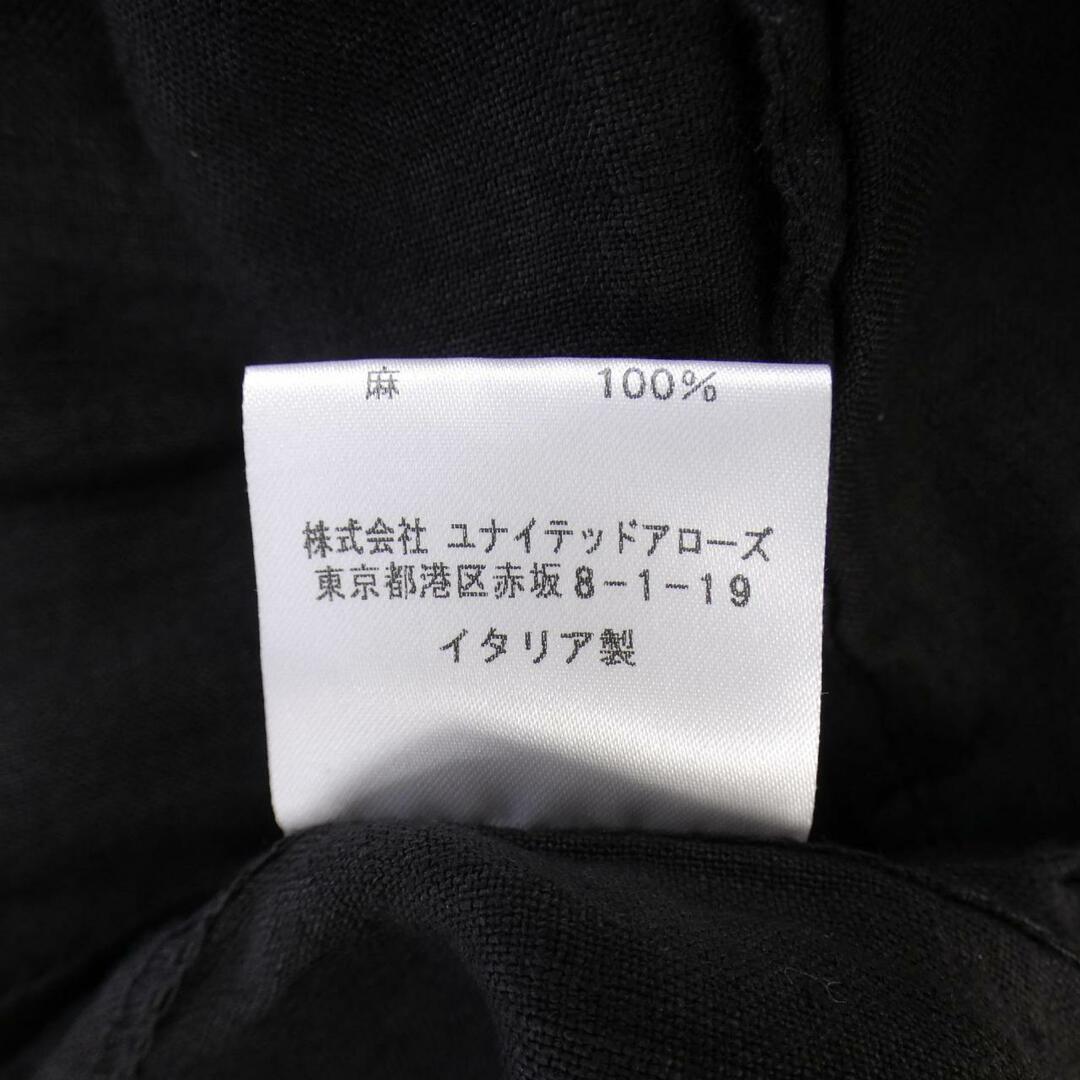 麻 100%
株式会社 ユナイテッドアローズ
東京都港区赤坂8-1-19
イタリア製